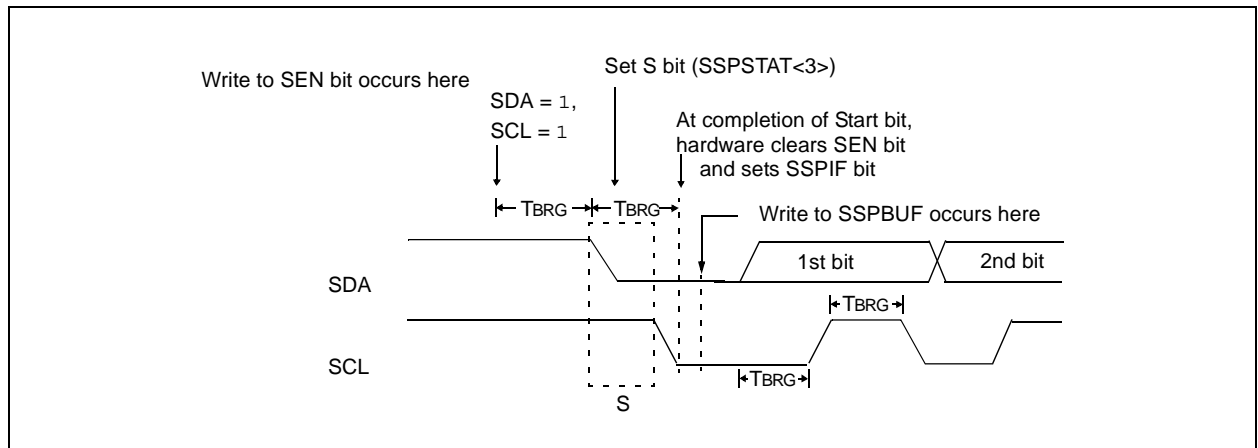 Set S bit (SSPSTAT<3>)
Write to SEN bit occurs here
SDA = 1,
SCL = 1
At completion of Start bit,
hardware clears SEN bit
and sets SSPIF bit
TBRG
TBRG
Write to SSPBUF occurs here
1st bit
2nd bit
SDA
TBRG
SCL
TBRG
S